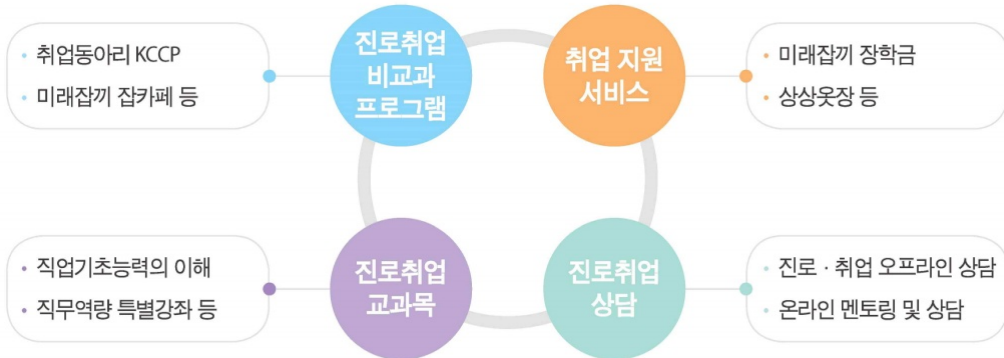 • 취업동아리 KCCP
• 미래잡끼 잡카페 등
진로취업
비교과
프로그램
취업 지원
서비스
• 미래잡끼 장학금
• 상상옷장 등
• 직업기초능력의 이해
• 직무역량 특별강좌 등
진로취업
교과목
진로취업
상담
• 진로 · 취업 오프라인 상담
• 온라인 멘토링 및 상담